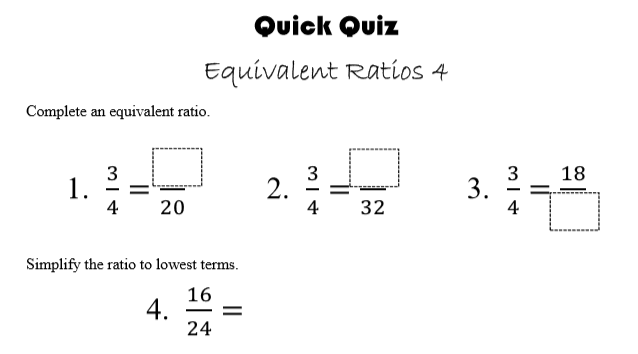 Quick Quiz
Equivalent Ratios 4
Complete an equivalent ratio.
1. 3/4 = /20 2. 3/4 = /32 3. 3/4 = 18/
Simplify the ratio to lowest terms.
4. 16/24 =